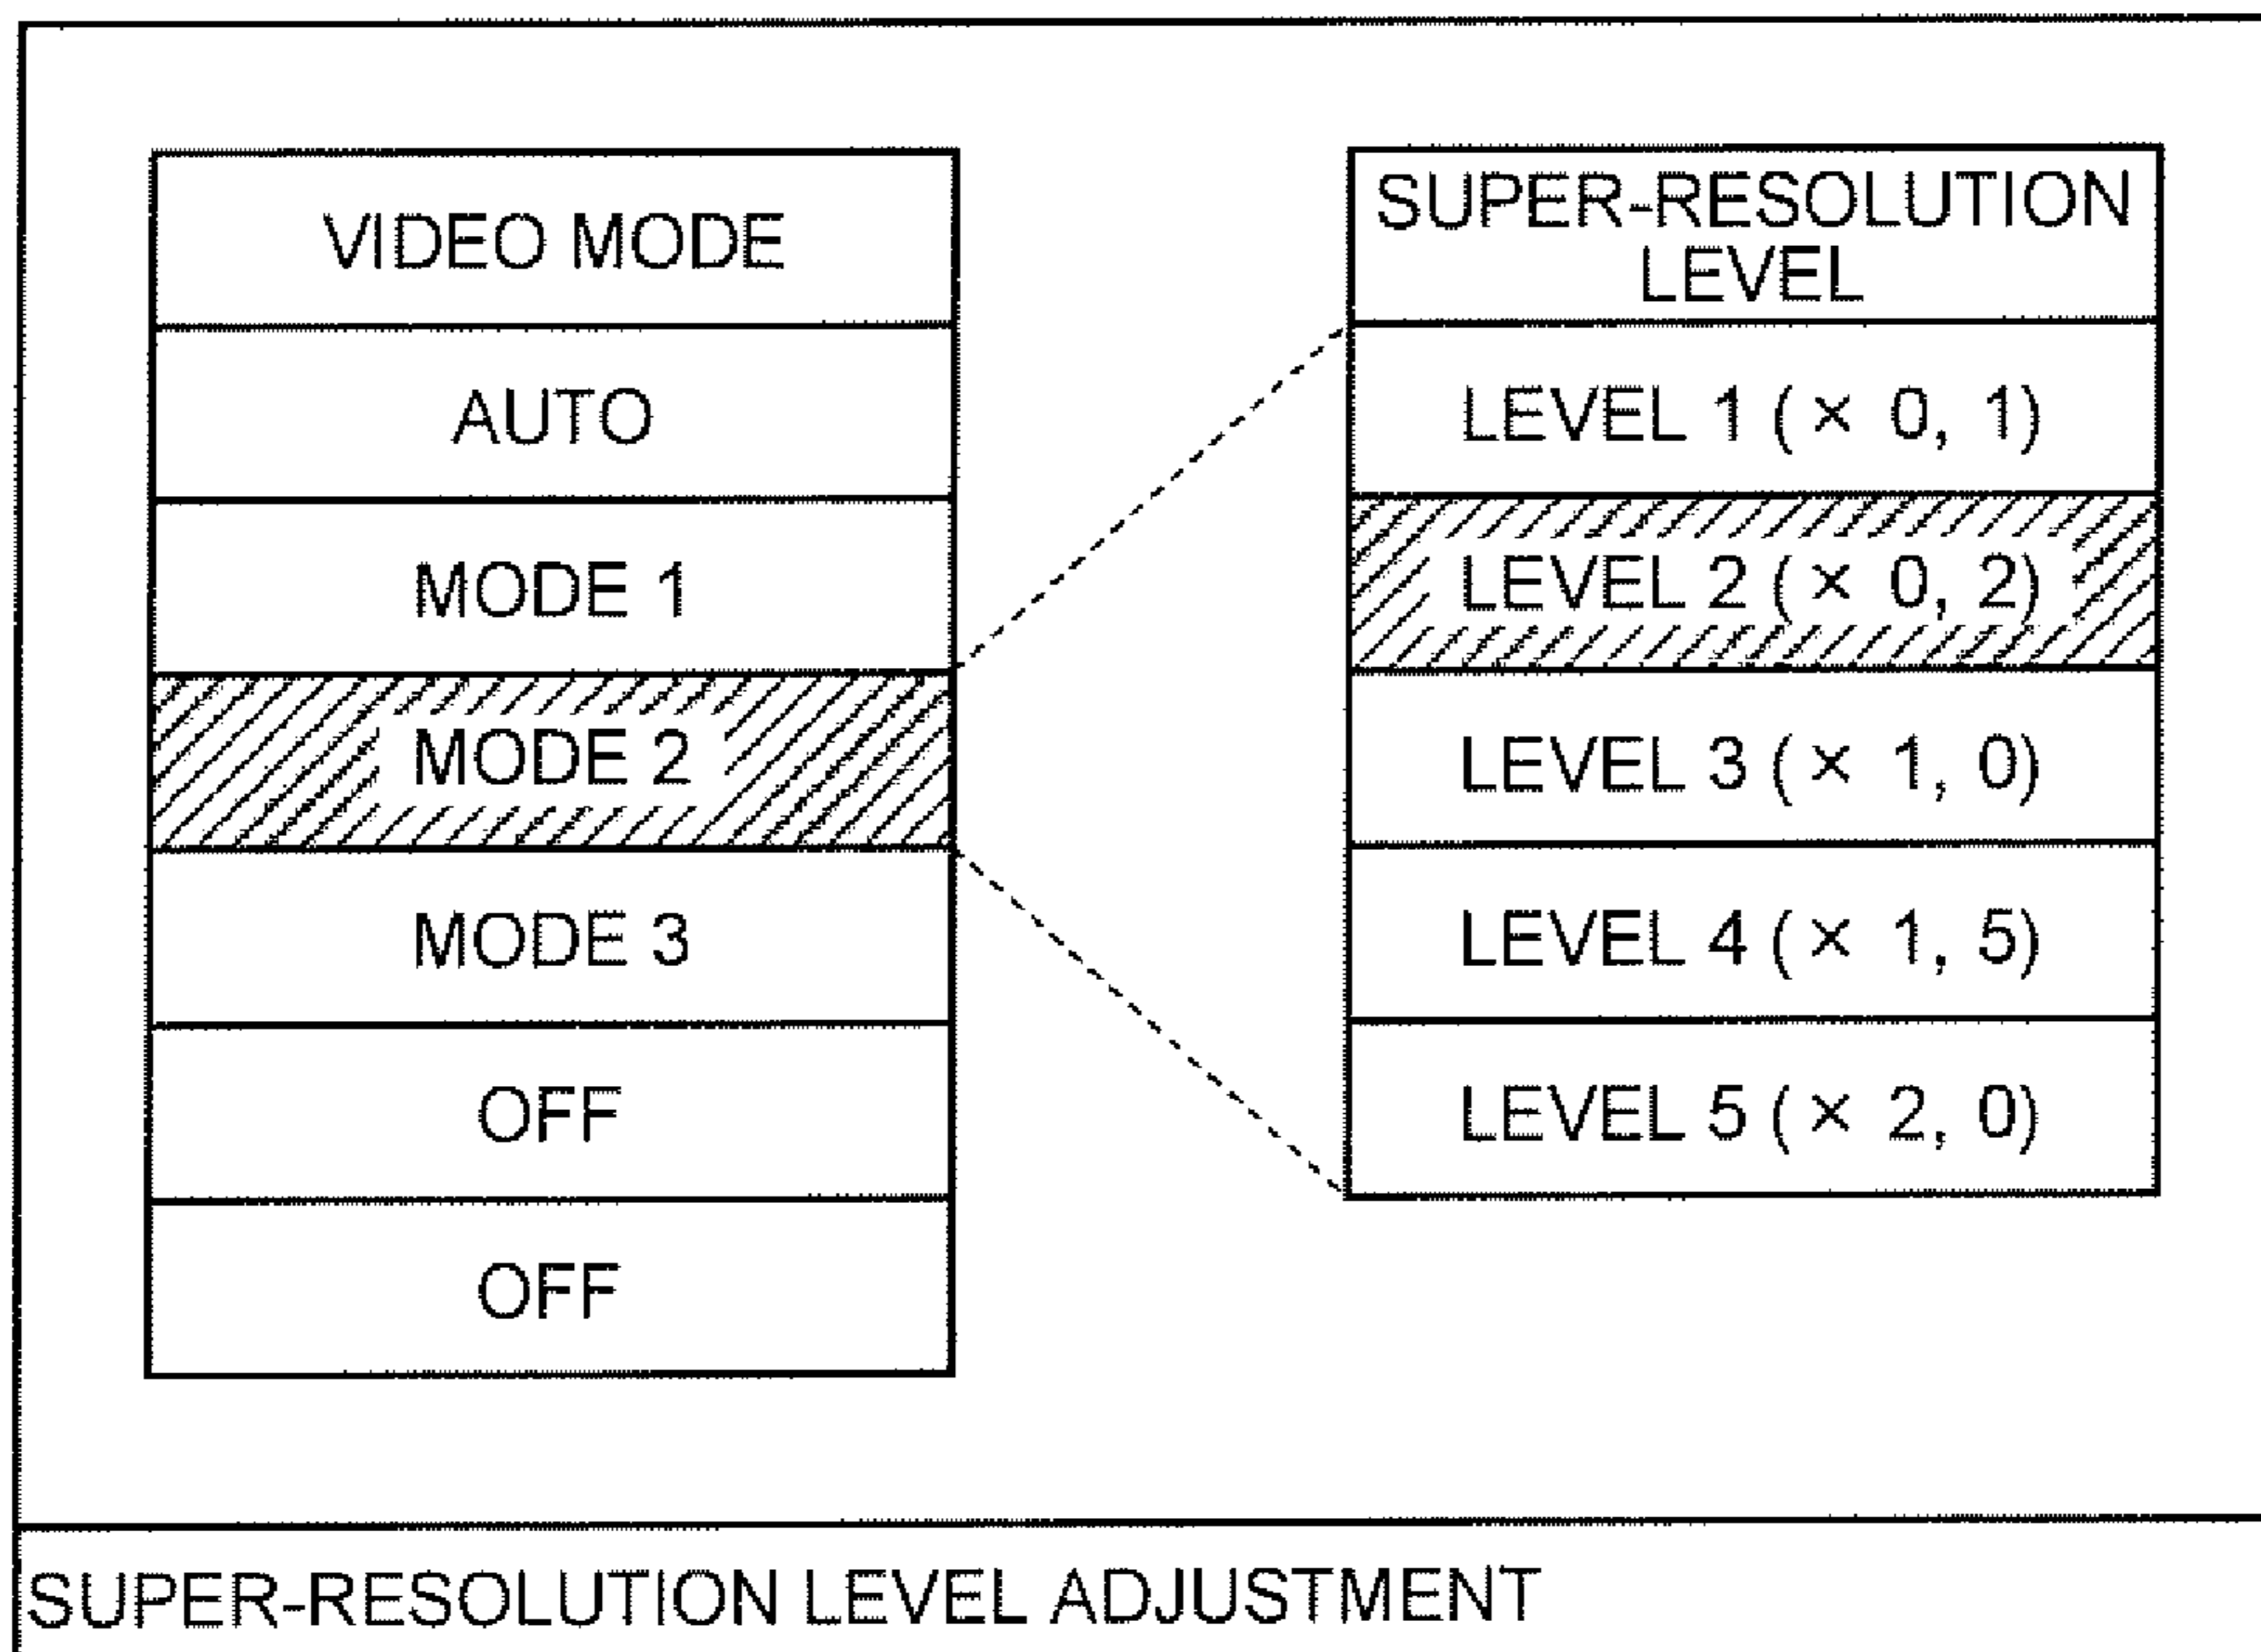 VIDEO MODE
AUTO
MODE 1
MODE 2
MODE 3
OFF
OFF
SUPER-RESOLUTION
LEVEL
LEVEL 1 (× 0, 1)
LEVEL 2 (× 0, 2)
LEVEL 3 (× 1, 0)
LEVEL 4 (× 1, 5)
LEVEL 5 (× 2, 0)
SUPER-RESOLUTION LEVEL ADJUSTMENT